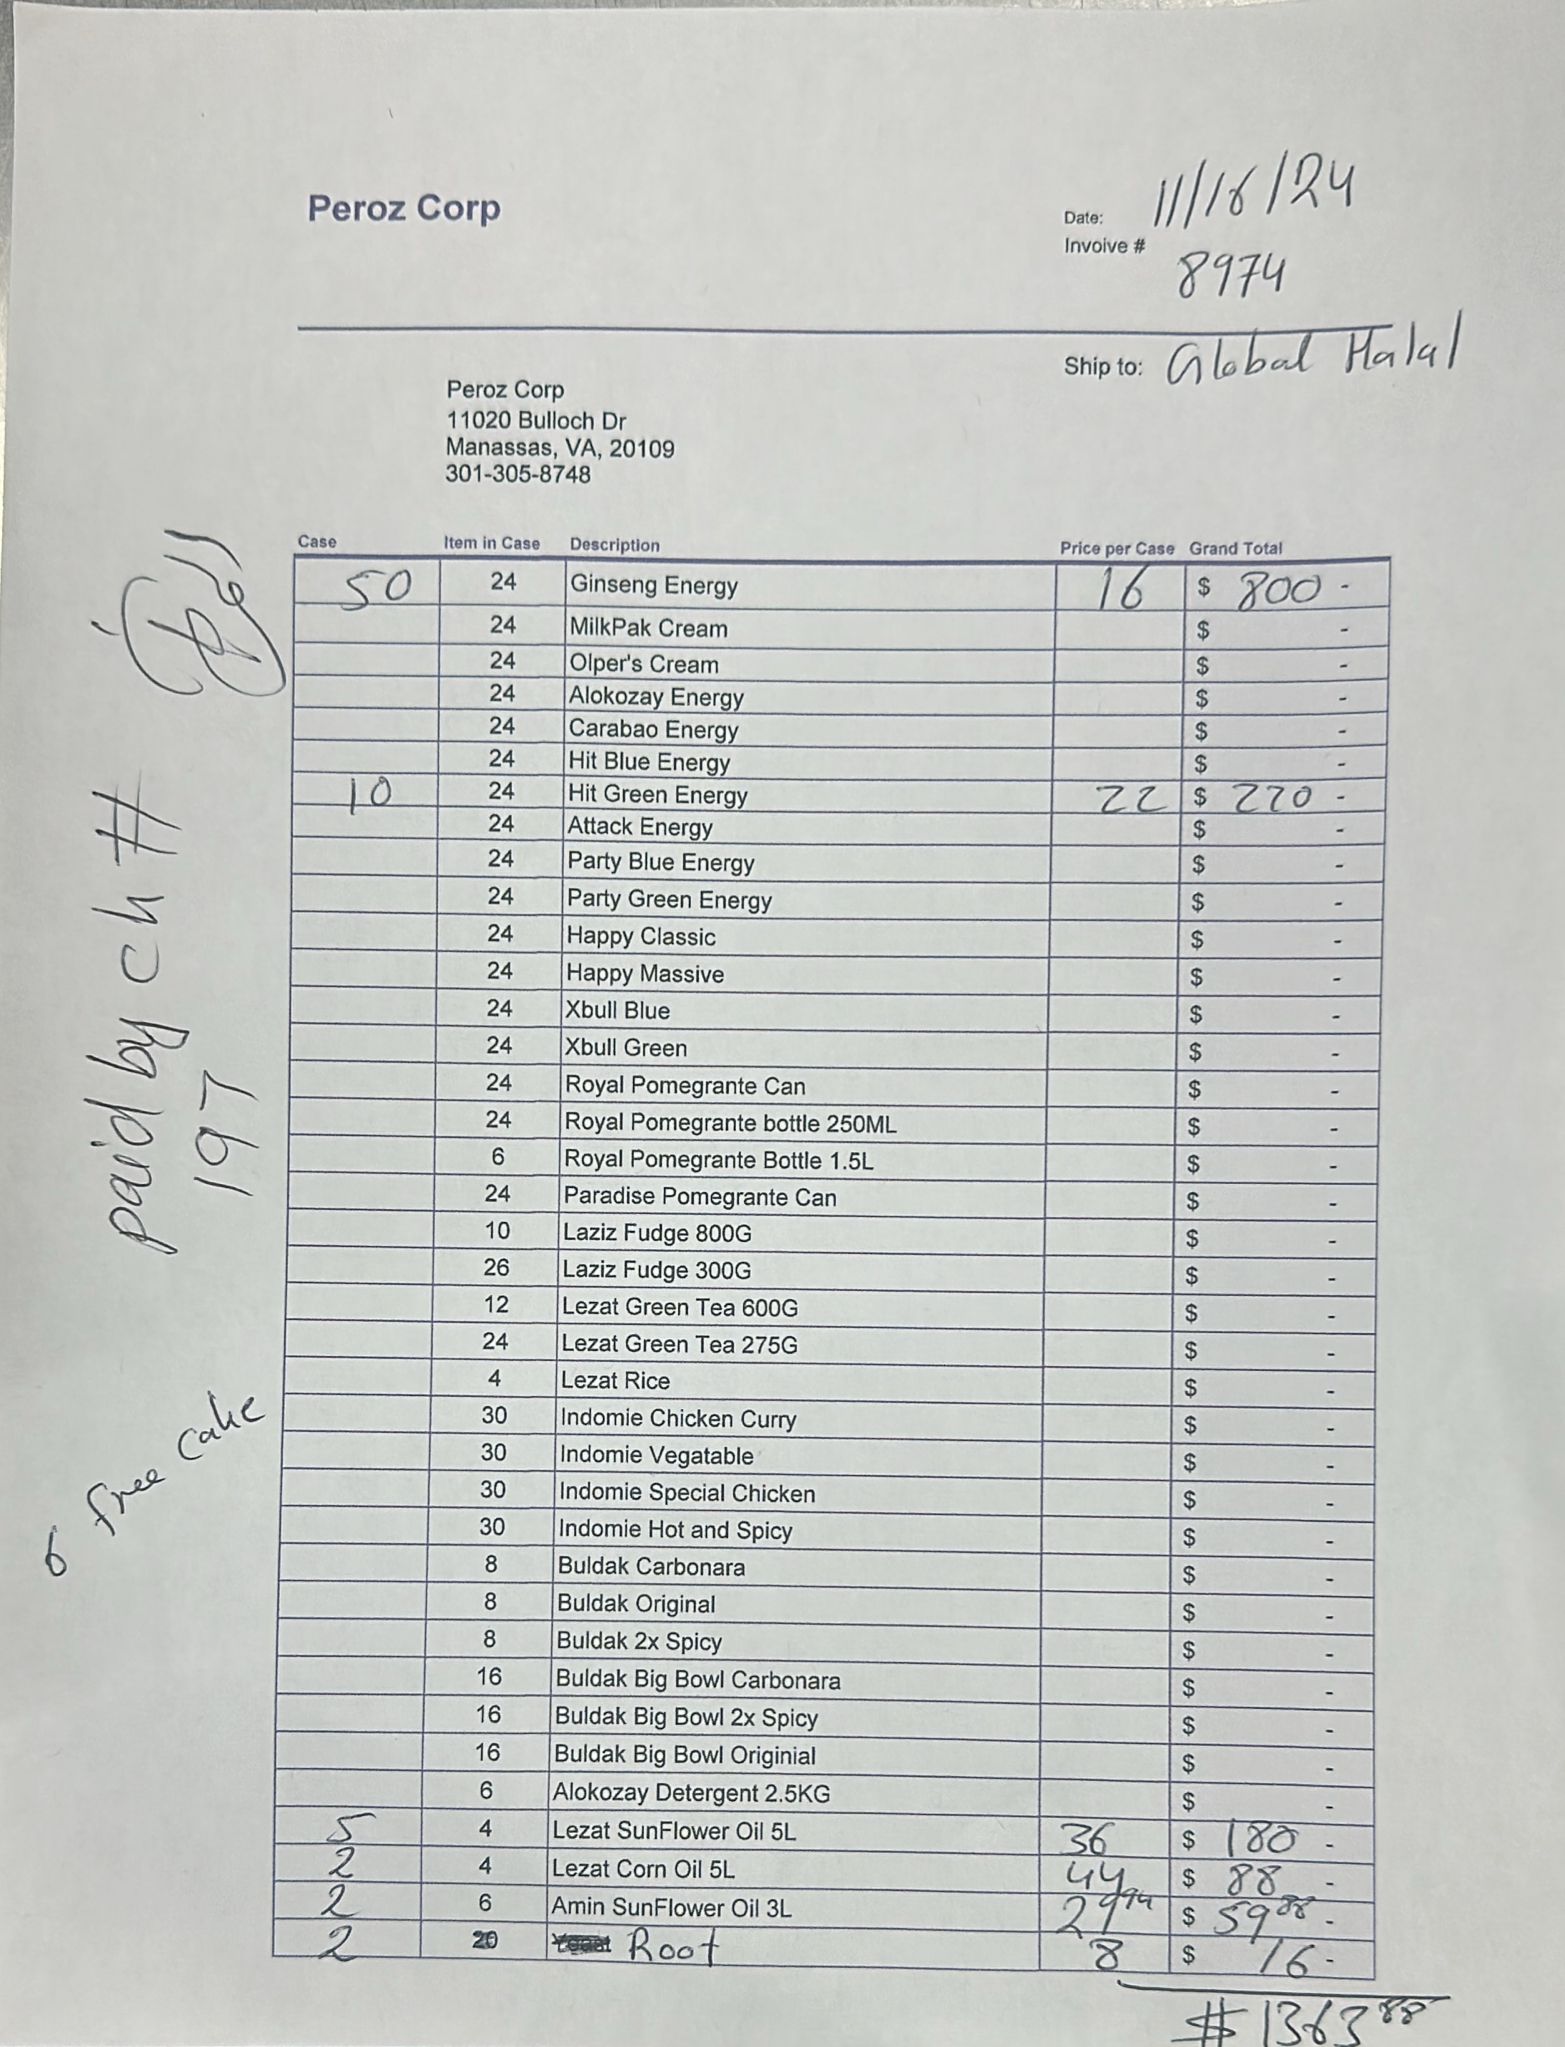 Peroz Corp
Date: 11/16/24
Invoive # 8974
Ship to: Global Halal
Peroz Corp
11020 Bulloch Dr
Manassas, VA, 20109
301-305-8748
Case Item in Case Description Price per Case Grand Total
50 24 Ginseng Energy 16 $ 800 -
24 MilkPak Cream $ -
24 Olper's Cream $ -
24 Alokozay Energy $ -
24 Carabao Energy $ -
24 Hit Blue Energy $ -
10 24 Hit Green Energy 22 $ 220 -
24 Attack Energy $ -
24 Party Blue Energy $ -
24 Party Green Energy $ -
24 Happy Classic $ -
24 Happy Massive $ -
24 Xbull Blue $ -
24 Xbull Green $ -
24 Royal Pomegrante Can $ -
24 Royal Pomegrante bottle 250ML $ -
6 Royal Pomegrante Bottle 1.5L $ -
24 Paradise Pomegrante Can $ -
10 Laziz Fudge 800G $ -
26 Laziz Fudge 300G $ -
12 Lezat Green Tea 600G $ -
24 Lezat Green Tea 275G $ -
4 Lezat Rice $ -
30 Indomie Chicken Curry $ -
30 Indomie Vegatable $ -
30 Indomie Special Chicken $ -
30 Indomie Hot and Spicy $ -
8 Buldak Carbonara $ -
8 Buldak Original $ -
8 Buldak 2x Spicy $ -
16 Buldak Big Bowl Carbonara $ -
16 Buldak Big Bowl 2x Spicy $ -
16 Buldak Big Bowl Originial $ -
6 Alokozay Detergent 2.5KG $ -
5 4 Lezat SunFlower Oil 5L 36 $ 180 -
2 4 Lezat Corn Oil 5L 44 $ 88 -
2 6 Amin SunFlower Oil 3L 29 94 $ 59 88 -
2 20 Root 8 $ 16 -
$ 1363 88
paid by ch #
197
6 free cake